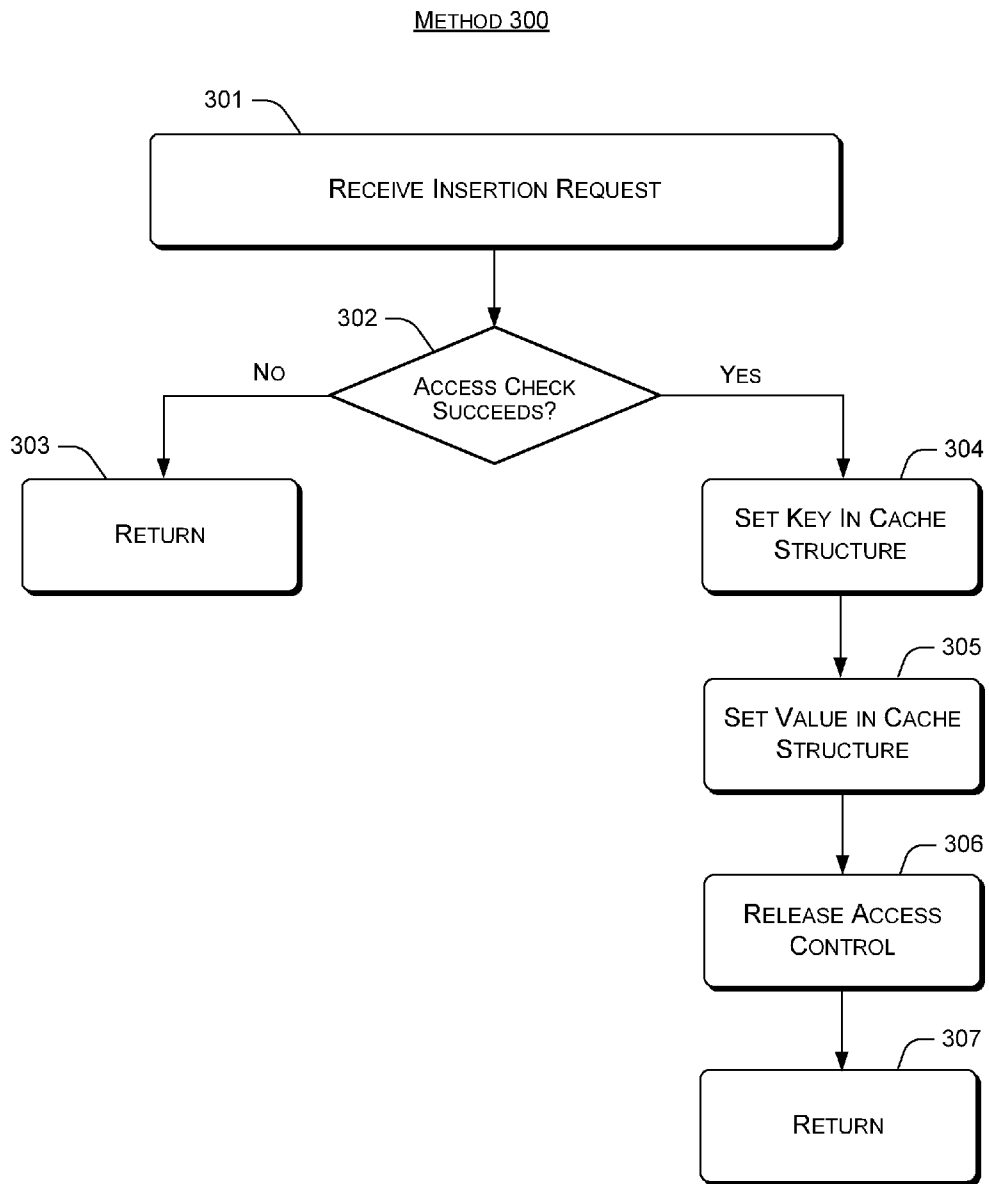 METHOD 300
301
RECEIVE INSERTION REQUEST
302
NO
ACCESS CHECK
SUCCEEDS?
YES
303
RETURN
304
SET KEY IN CACHE
STRUCTURE
305
SET VALUE IN CACHE
STRUCTURE
306
RELEASE ACCESS
CONTROL
307
RETURN